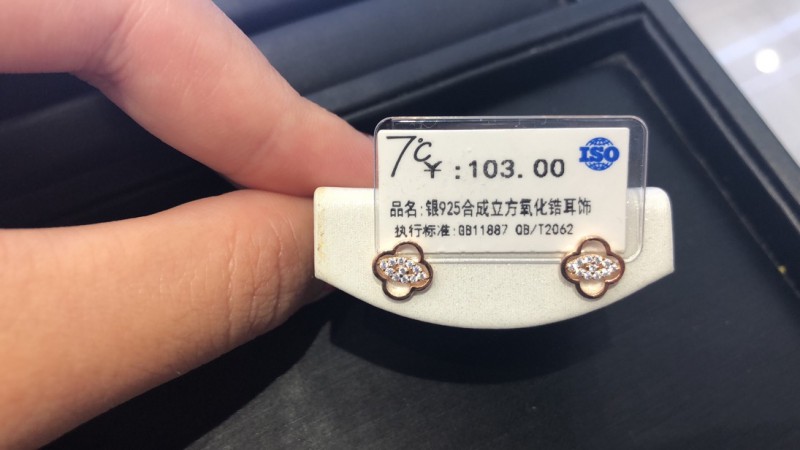 7℃
¥:103.00
ISO
品名:银925合成立方氧化锆耳饰
执行标准:GB11887 QB/T2062